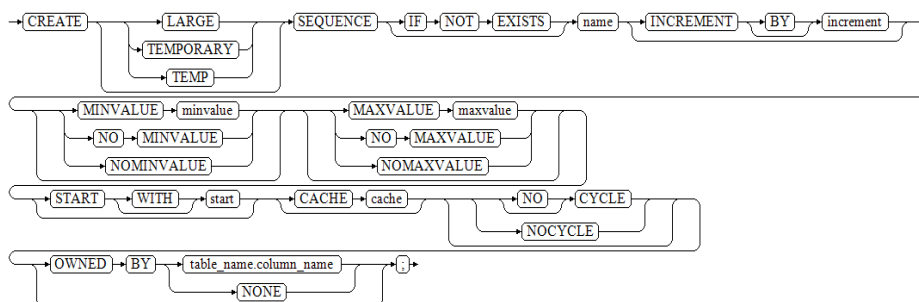 CREATE LARGE SEQUENCE IF NOT EXISTS name INCREMENT BY increment
TEMPORARY
TEMP
MINVALUE minvalue MAXVALUE maxvalue
NO MINVALUE NO MAXVALUE
NOMINVALUE NOMAXVALUE
START WITH start CACHE cache NO CYCLE
NOCYCLE
OWNED BY table_name.column_name ;
NONE